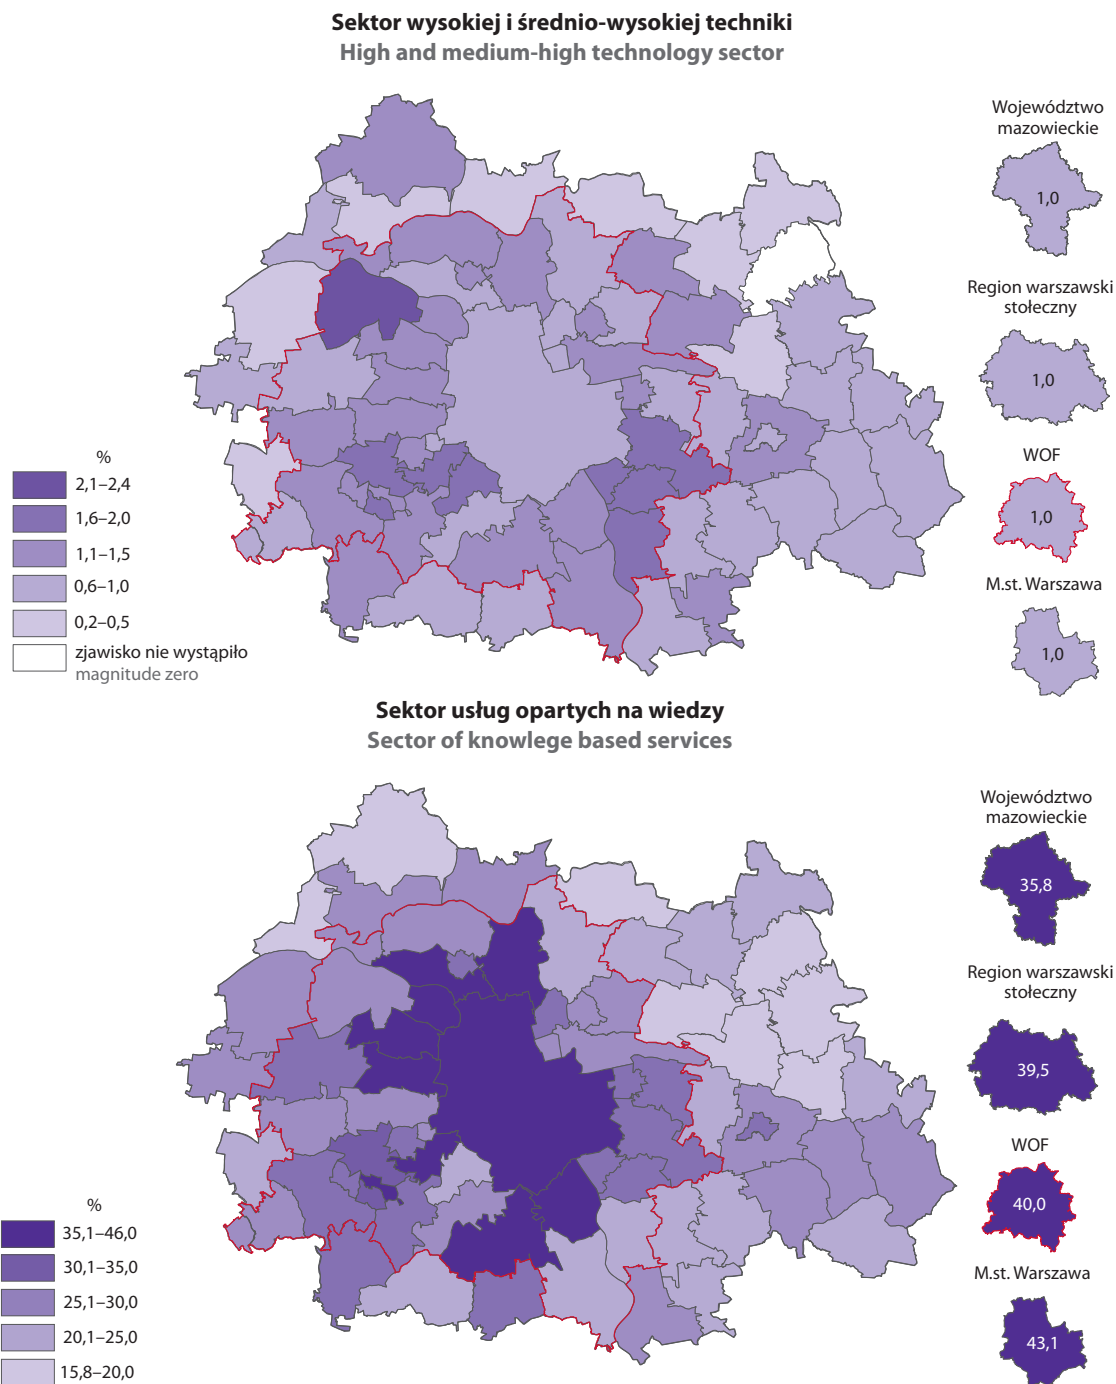 Sektor wysokiej i średnio-wysokiej techniki
High and medium-high technology sector
Województwo
mazowieckie
1,0
Region warszawski
stołeczny
1,0
WOF
1,0
M.st. Warszawa
1,0
%
2,1–2,4
1,6–2,0
1,1–1,5
0,6–1,0
0,2–0,5
zjawisko nie wystąpiło
magnitude zero
Sektor usług opartych na wiedzy
Sector of knowlege based services
Województwo
mazowieckie
35,8
Region warszawski
stołeczny
39,5
WOF
40,0
M.st. Warszawa
43,1
%
35,1–46,0
30,1–35,0
25,1–30,0
20,1–25,0
15,8–20,0